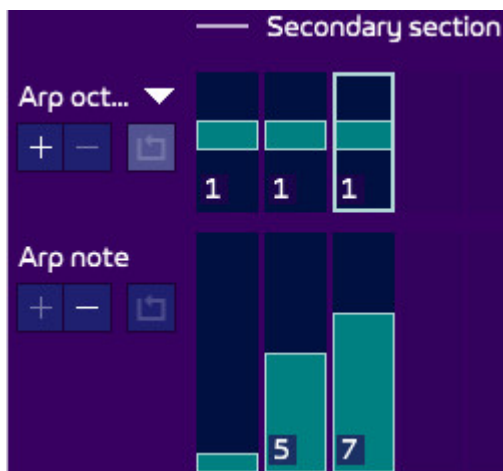 Secondary section
Arp oct...
1 1 1
Arp note
5 7